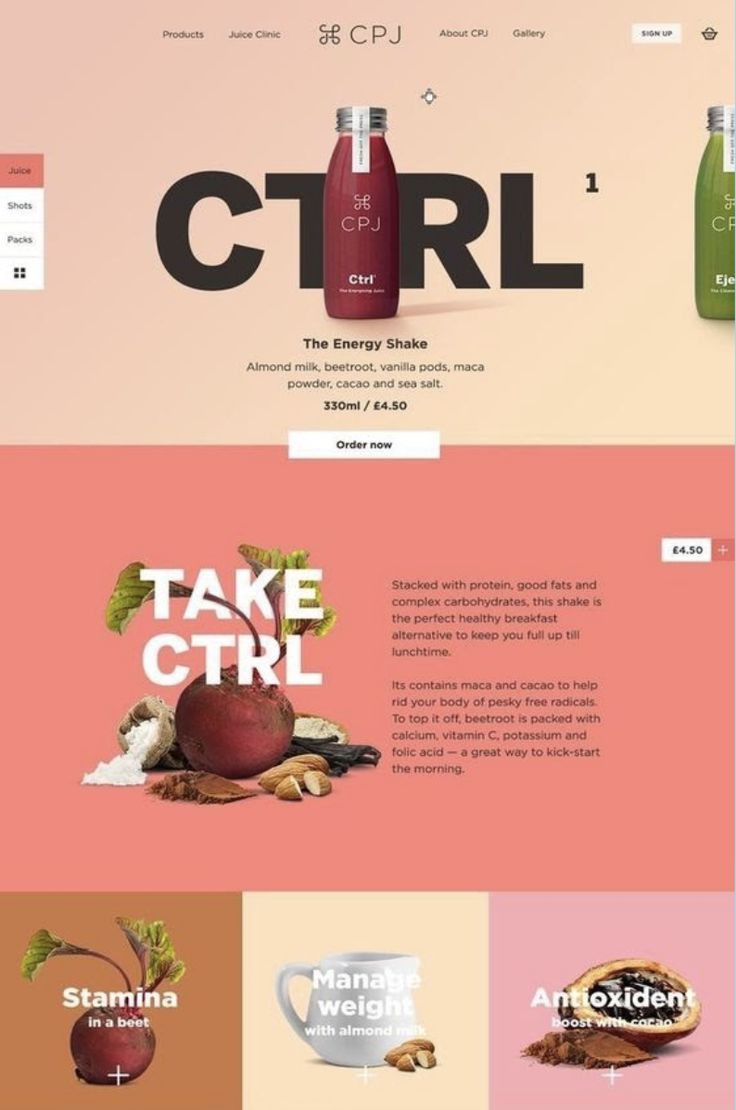 Products
Juice Clinic
CPJ
About CPJ
Gallery
SIGN UP
Juice
Shots
Packs
CTRL
1
CPJ
Ctrl
The Energising Juice
Eje
The Energy Shake
Almond milk, beetroot, vanilla pods, maca
powder, cacao and sea salt.
330ml / £4.50
Order now
£4.50
TAKE
CTRL
Stacked with protein, good fats and
complex carbohydrates, this shake is
the perfect healthy breakfast
alternative to keep you full up till
lunchtime.
Its contains maca and cacao to help
rid your body of pesky free radicals.
To top it off, beetroot is packed with
calcium, vitamin C, potassium and
folic acid — a great way to kick-start
the morning.
Stamina
in a beet
Manage
weight
with almond milk
Antioxident
boost with cocao